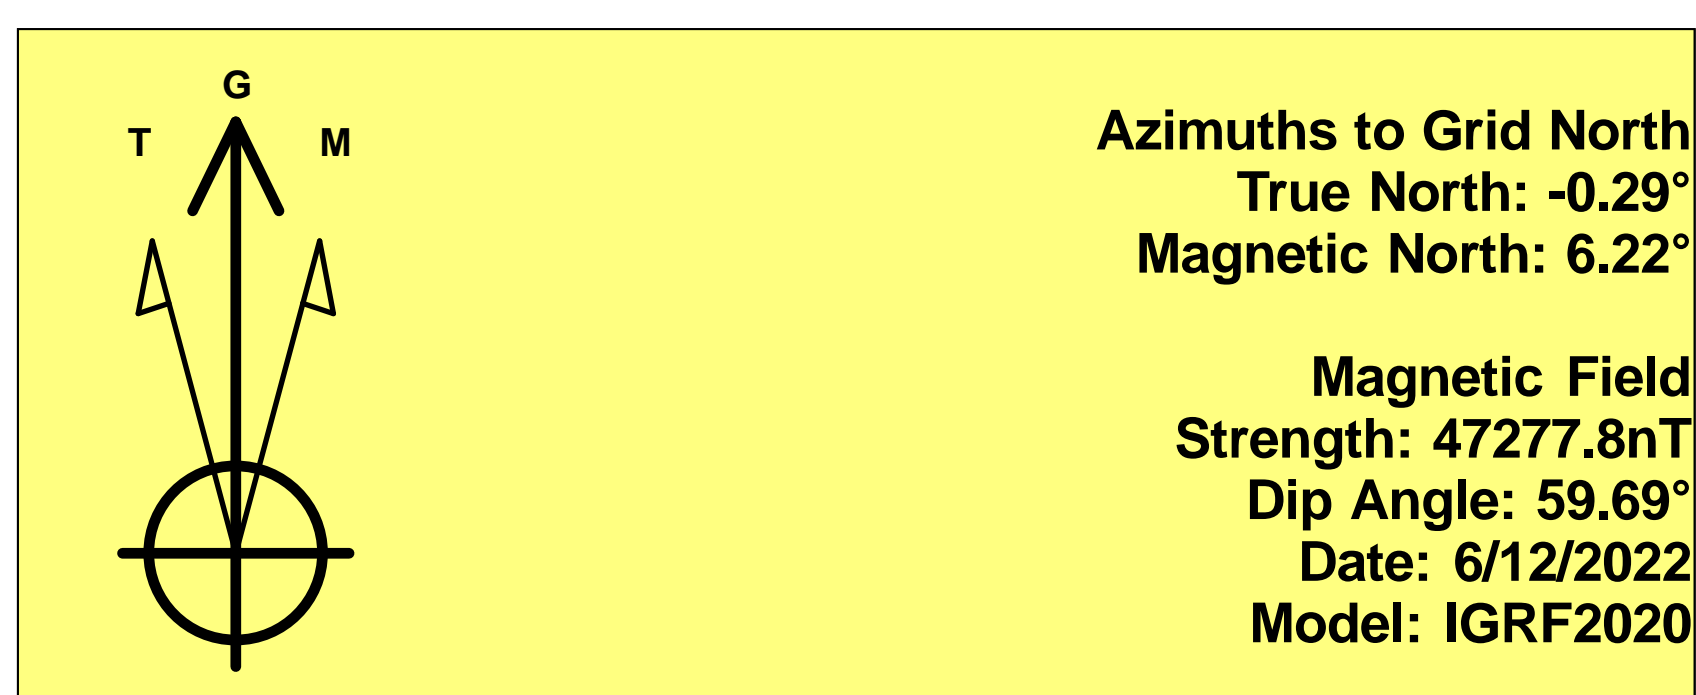 G
T M
Azimuths to Grid North
True North: -0.29°
Magnetic North: 6.22°
Magnetic Field
Strength: 47277.8nT
Dip Angle: 59.69°
Date: 6/12/2022
Model: IGRF2020